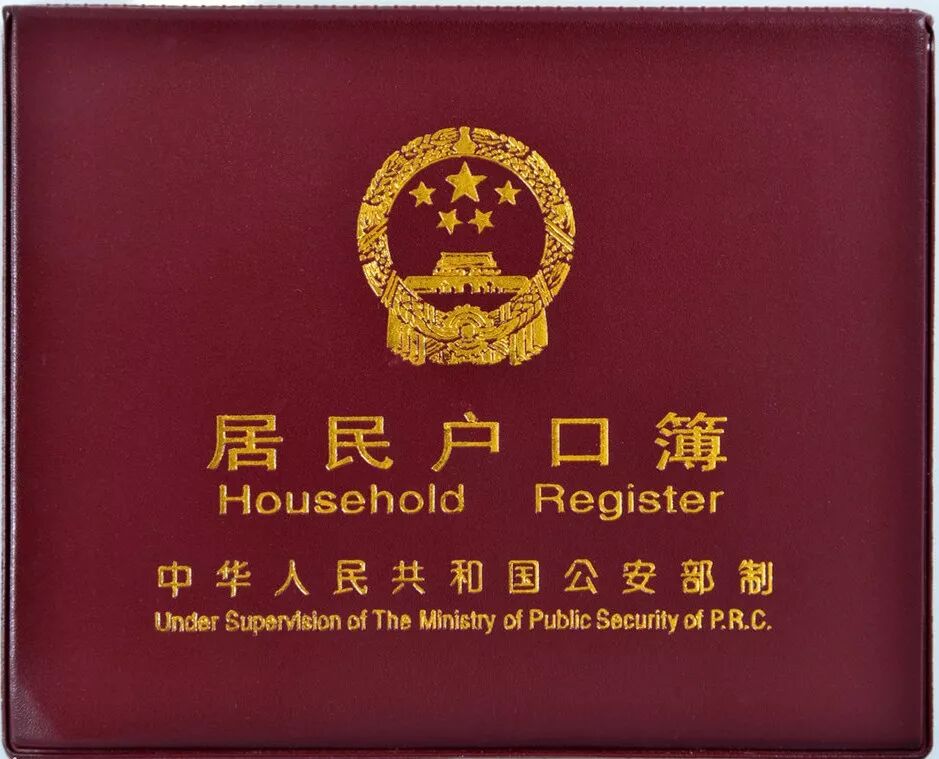 居民户口簿
Household Register
中华人民共和国公安部制
Under Supervision of The Ministry of Public Security of P.R.C.